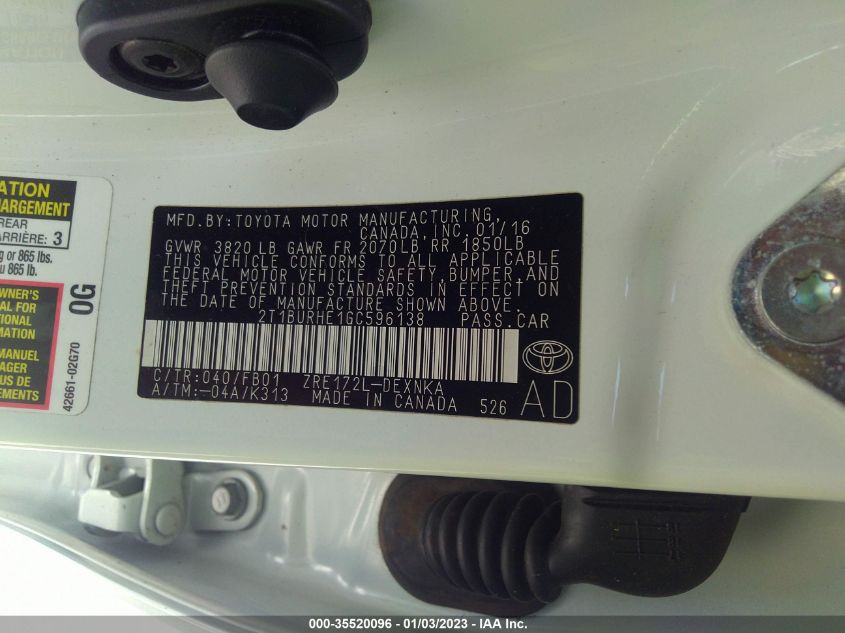 MFD.BY:TOYOTA MOTOR MANUFACTURING,
CANADA, INC. 01/16
GVWR 3820 LB GAWR FR 2070LB RR 1850LB
THIS VEHICLE CONFORMS TO ALL APPLICABLE
FEDERAL MOTOR VEHICLE SAFETY, BUMPER, AND
THEFT PREVENTION STANDARDS IN EFFECT ON
THE DATE OF MANUFACTURE SHOWN ABOVE.
2T1BURHE1GC596138 PASS.CAR
C/TR:040/FB01 ZRE172L-DEXNKA
A/TM:-04A/K313 MADE IN CANADA 526 AD
ATION
HARGEMENT
REAR
ARRIÈRE: 3
g or 865 lbs.
u 865 lb.
WNER'S
AL FOR
TIONAL
MATION
MANUEL
AGER
US DE
42661-02G70 OG
000-35520096 - 01/03/2023 - IAA Inc.